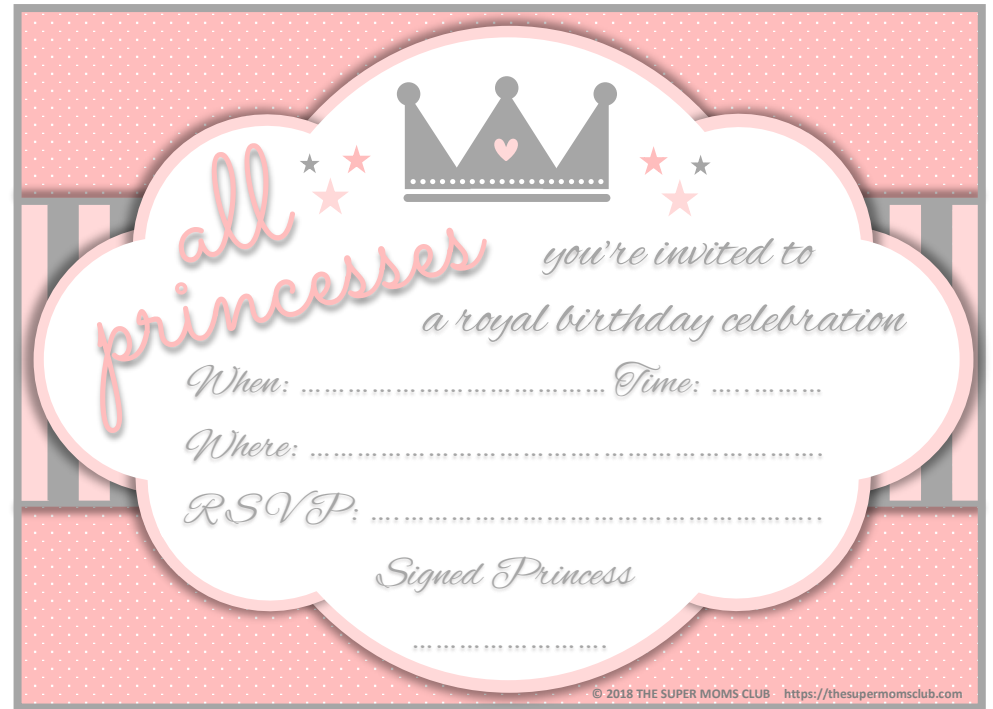 all
princesses
you're invited to
a royal birthday celebration
When: ................................. Time: .............
Where: .......................................................
RSVP: .................................................
Signed Princess
.......................
© 2018 THE SUPER MOMS CLUB https://thesupermomsclub.com